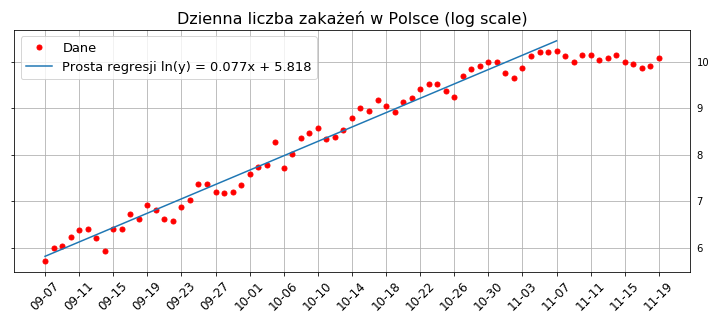 Dzienna liczba zakażeń w Polsce (log scale)
Dane
Prosta regresji ln(y) = 0.077x + 5.818
10
9
8
7
6
09-07 09-11 09-15 09-19 09-23 09-27 10-01 10-06 10-10 10-14 10-18 10-22 10-26 10-30 11-03 11-07 11-11 11-15 11-19